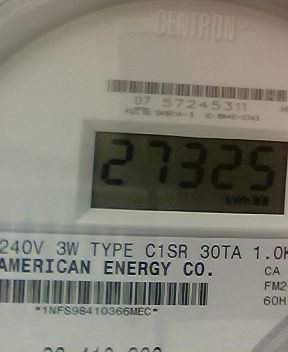 CENTRON®
07 57245311
27325
kWh
240V 3W TYPE C1SR 30TA 1.0K
AMERICAN ENERGY CO.
CA
FM2
60H
*1NFS98410366MEC*